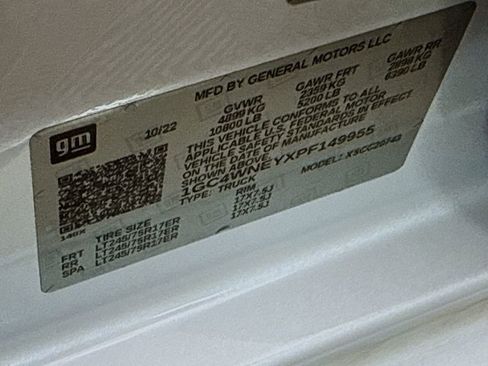 gm
10/22
MFD BY GENERAL MOTORS LLC
GVWR GAWR FRT GAWR RR
4899 KG 2359 KG 2899 KG
10800 LB 5200 LB 6390 LB
THIS VEHICLE CONFORMS TO ALL
APPLICABLE U.S. FEDERAL MOTOR
VEHICLE SAFETY STANDARDS IN EFFECT
ON THE DATE OF MANUFACTURE
1GC4WNEYXPF149955
TYPE: TRUCK MODEL:
TIRE SIZE RIM
FRT LT245/75R17ER 17X7.5J
RR LT245/75R17ER 17X7.5J
SPA LT245/75R17ER 17X7.5J